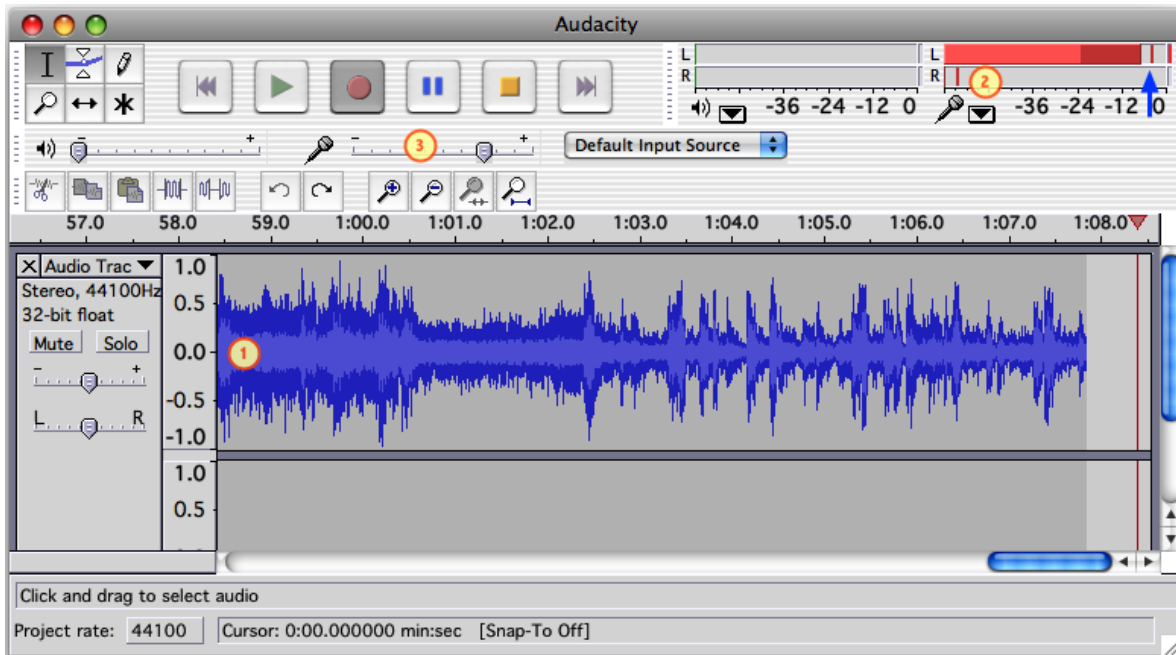 Audacity
L
R
-36 -24 -12 0
L
R
2
-36 -24 -12 0
- +
- 3 +
Default Input Source
57.0 58.0 59.0 1:00.0 1:01.0 1:02.0 1:03.0 1:04.0 1:05.0 1:06.0 1:07.0 1:08.0
X Audio Trac
Stereo, 44100Hz
32-bit float
Mute Solo
- +
L R
1.0
0.5
0.0
-0.5
-1.0
1
1.0
0.5
Click and drag to select audio
Project rate: 44100 Cursor: 0:00.000000 min:sec [Snap-To Off]